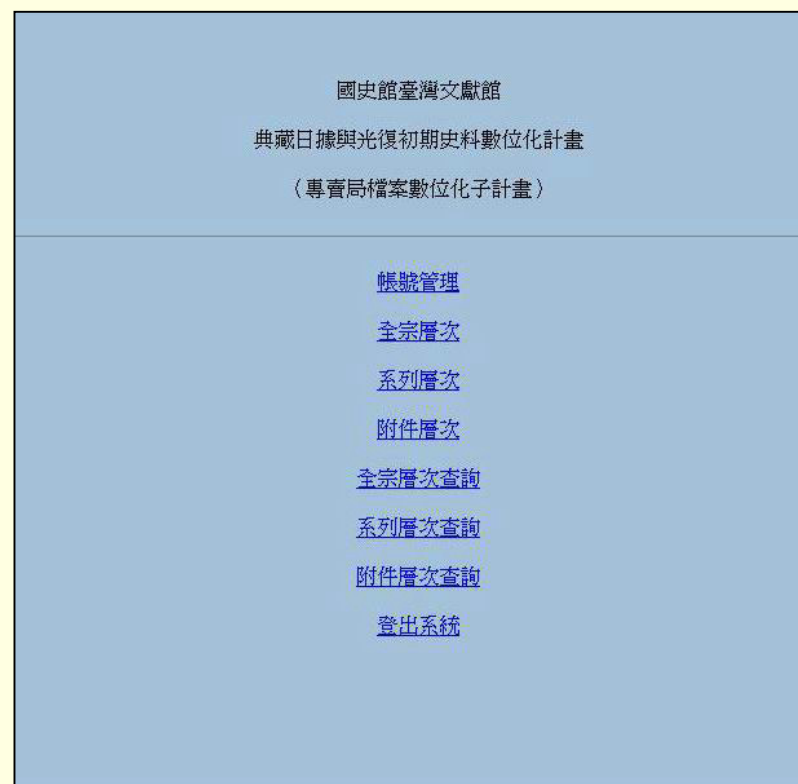 國史館臺灣文獻館
典藏日據與光復初期史料數位化計畫
（專賣局檔案數位化子計畫）
帳號管理
全宗層次
系列層次
附件層次
全宗層次查詢
系列層次查詢
附件層次查詢
登出系統